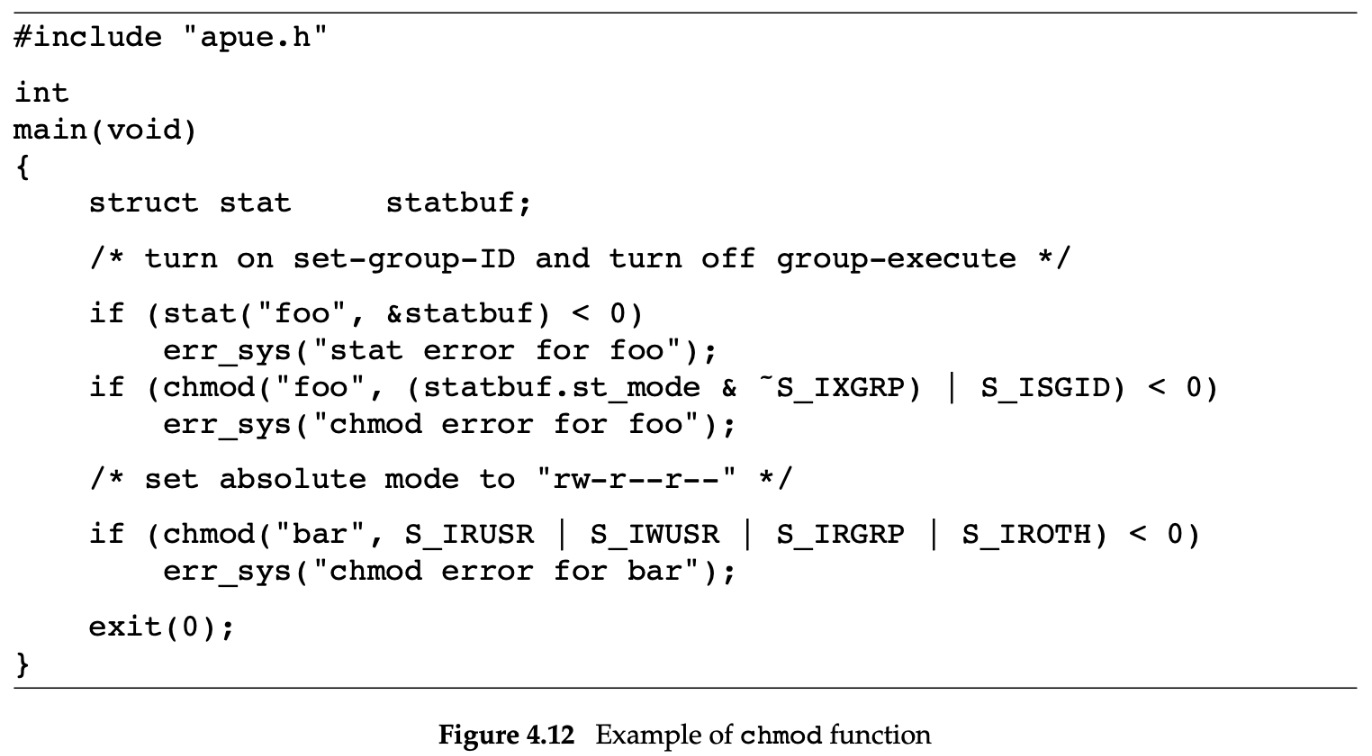 #include "apue.h"
int
main(void)
{
    struct stat     statbuf;
    /* turn on set-group-ID and turn off group-execute */
    if (stat("foo", &statbuf) < 0)
        err_sys("stat error for foo");
    if (chmod("foo", (statbuf.st_mode & ~S_IXGRP) | S_ISGID) < 0)
        err_sys("chmod error for foo");
    /* set absolute mode to "rw-r--r--" */
    if (chmod("bar", S_IRUSR | S_IWUSR | S_IRGRP | S_IROTH) < 0)
        err_sys("chmod error for bar");
    exit(0);
}
Figure 4.12 Example of chmod function